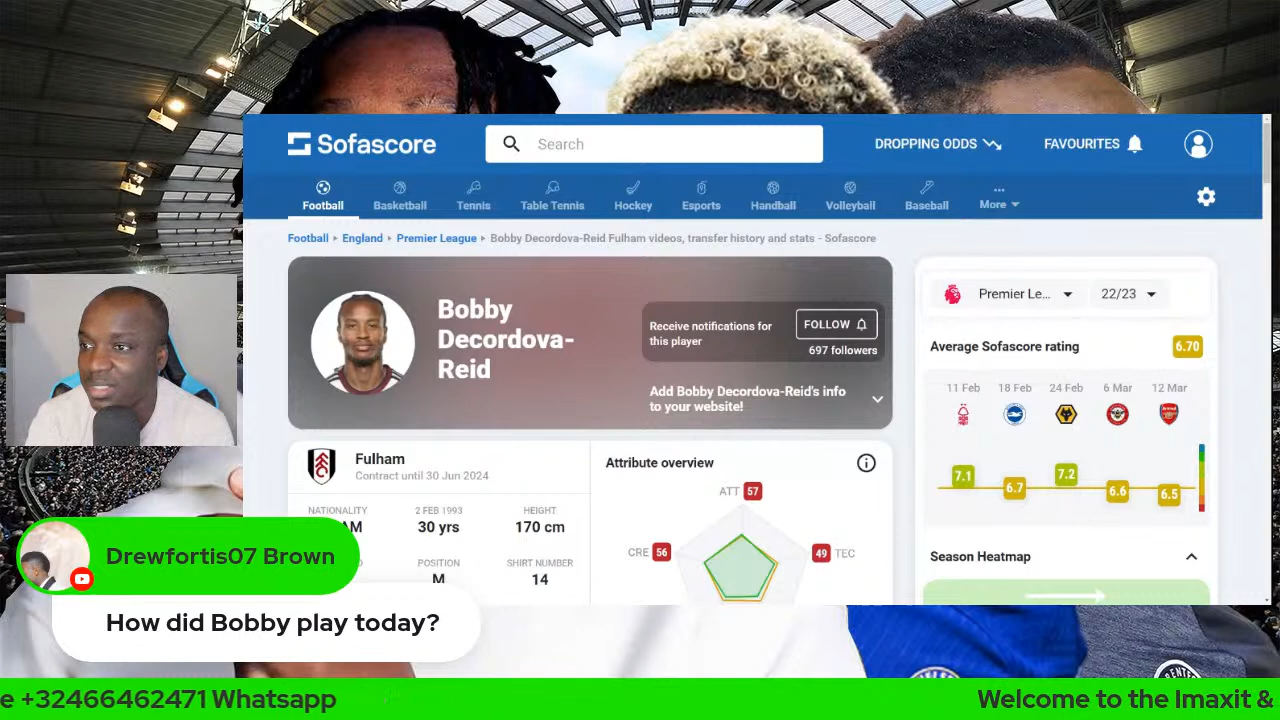 Sofascore
Search
DROPPING ODDS
FAVOURITES
Football
Basketball
Tennis
Table Tennis
Hockey
Esports
Handball
Volleyball
Baseball
More
Football
England
Premier League
Bobby Decordova-Reid Fulham videos, transfer history and stats - Sofascore
Bobby
Decordova-
Reid
Receive notifications for
this player
FOLLOW
697 followers
Add Bobby Decordova-Reid's info
to your website!
Fulham
Contract until 30 Jun 2024
NATIONALITY
AM
2 FEB 1993
30 yrs
HEIGHT
170 cm
POSITION
M
SHIRT NUMBER
14
Attribute overview
ATT 57
CRE 56
49 TEC
Premier Le...
22/23
Average Sofascore rating
6.70
11 Feb
18 Feb
24 Feb
6 Mar
12 Mar
7.1
6.7
7.2
6.6
6.5
Season Heatmap
Drewfortis07 Brown
How did Bobby play today?
e +32466462471 Whatsapp
Welcome to the Imaxit &